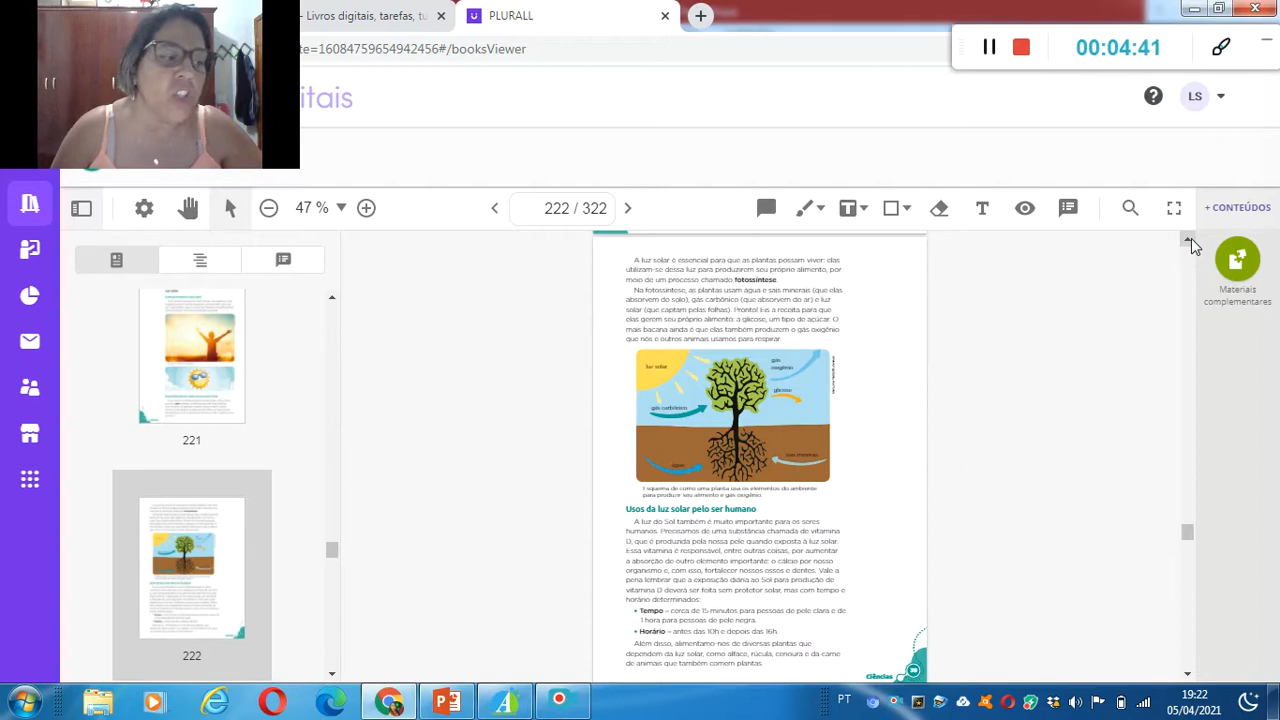 - Livros digitais, tarefas, tu
PLURALL
te=16084759654242456#/booksViewer
00:04:41
itais
LS
47 %
222 / 322
+ CONTEÚDOS
Materiais
complementares
221
222
A luz solar é essencial para que as plantas possam viver: elas
utilizam-se dessa luz para produzirem seu próprio alimento, por
meio de um processo chamado fotossíntese.
Na fotossíntese, as plantas usam água e sais minerais (que elas
absorvem do solo), gás carbônico (que absorvem do ar) e luz
solar (que captam pelas folhas). Pronto! Eis a receita para que
elas gerem seu próprio alimento: a glicose, um tipo de açúcar. O
mais bacana ainda é que elas também produzem o gás oxigênio
que nós e outros animais usamos para respirar.
luz solar
gás
oxigênio
glicose
gás carbônico
água
sais minerais
Esquema de como uma planta usa os elementos do ambiente
para produzir seu alimento e gás oxigênio.
Usos da luz solar pelo ser humano
A luz do Sol também é muito importante para os seres
humanos. Precisamos de uma substância chamada de vitamina
D, que é produzida pela nossa pele quando exposta à luz solar.
Essa vitamina é responsável, entre outras coisas, por aumentar
a absorção de outro elemento importante: o cálcio por nosso
organismo e, com isso, fortalecer nossos ossos e dentes. Vale a
pena lembrar que a exposição diária ao Sol para produção de
vitamina D deverá ser feita sem protetor solar, mas com tempo e
horário determinados:
• Tempo – cerca de 15 minutos para pessoas de pele clara e de
1 hora para pessoas de pele negra.
• Horário – antes das 10h e depois das 16h.
Além disso, alimentamo-nos de diversas plantas que
dependem da luz solar, como alface, rúcula, cenoura e da carne
de animais que também comem plantas.
Ciências
PT
19:22
05/04/2021